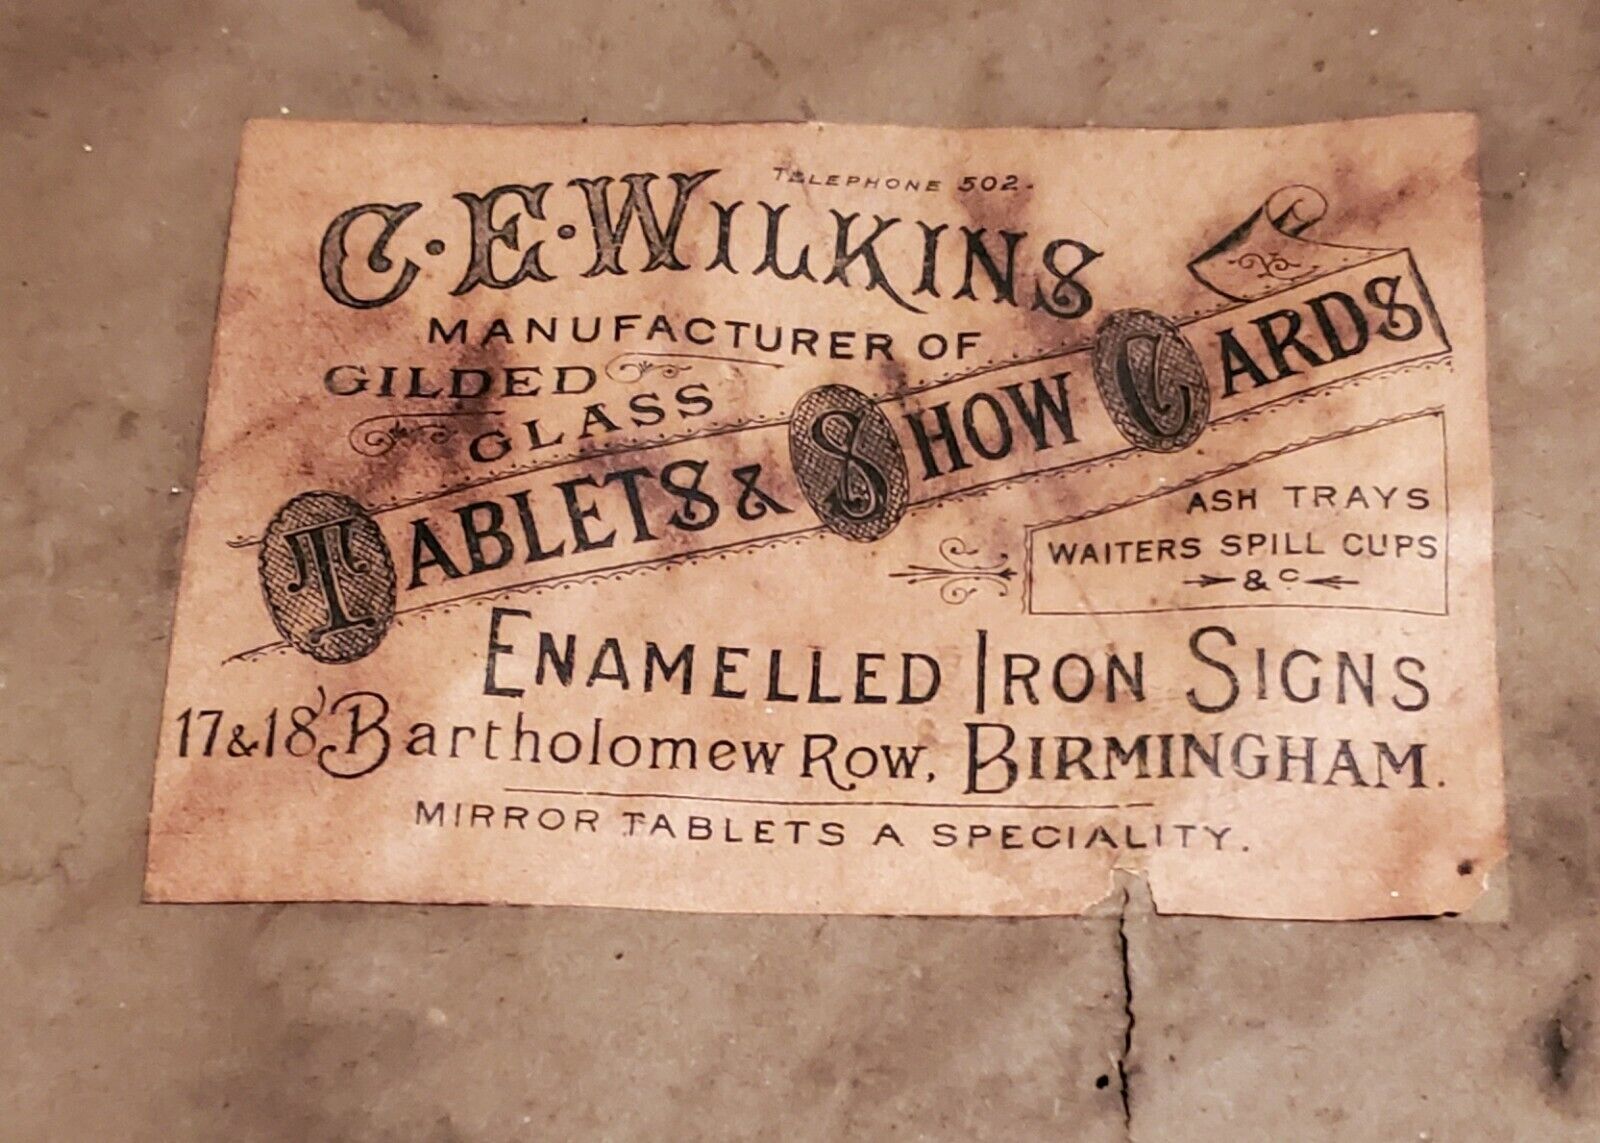 TELEPHONE 502.
C.E.WILKINS
MANUFACTURER OF
GILDED
GLASS
TABLETS & SHOW CARDS
ASH TRAYS
WAITERS SPILL CUPS
&C
ENAMELLED IRON SIGNS
17&18, Bartholomew Row, BIRMINGHAM.
MIRROR TABLETS A SPECIALITY.